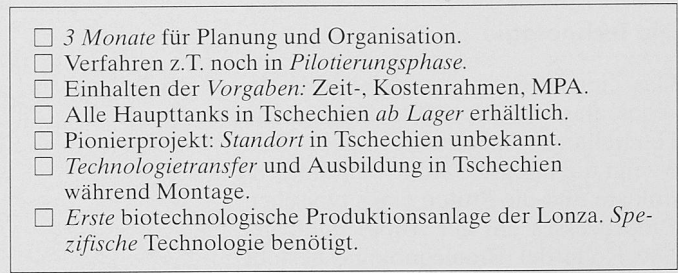 ☐ 3 Monate für Planung und Organisation.
☐ Verfahren z.T. noch in Pilotierungsphase.
☐ Einhalten der Vorgaben: Zeit-, Kostenrahmen, MPA.
☐ Alle Haupttanks in Tschechien ab Lager erhältlich.
☐ Pionierprojekt: Standort in Tschechien unbekannt.
☐ Technologietransfer und Ausbildung in Tschechien
während Montage.
☐ Erste biotechnologische Produktionsanlage der Lonza. Spe-
zifische Technologie benötigt.